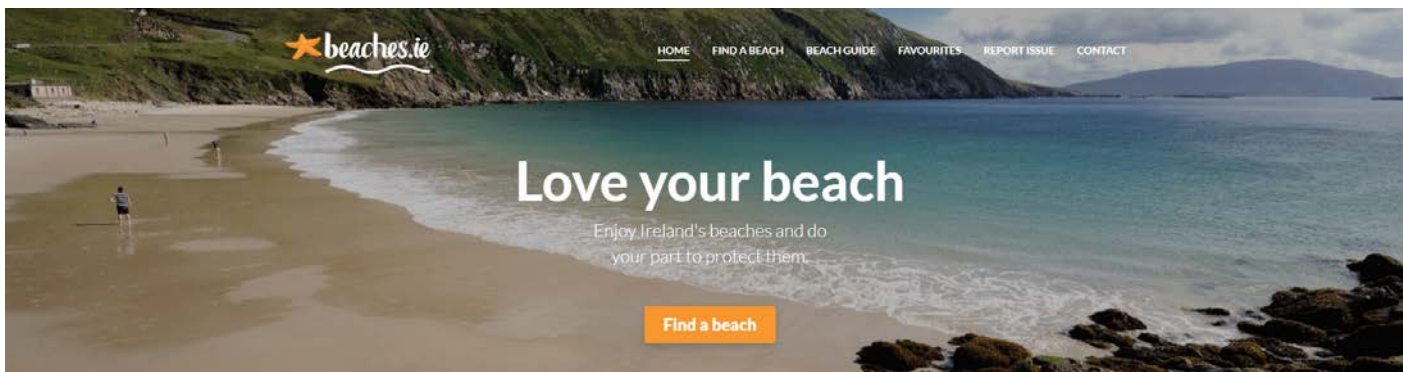 beaches.ie
HOME FIND A BEACH BEACH GUIDE FAVOURITES REPORT ISSUE CONTACT
Love your beach
Enjoy Ireland's beaches and do
your part to protect them.
Find a beach